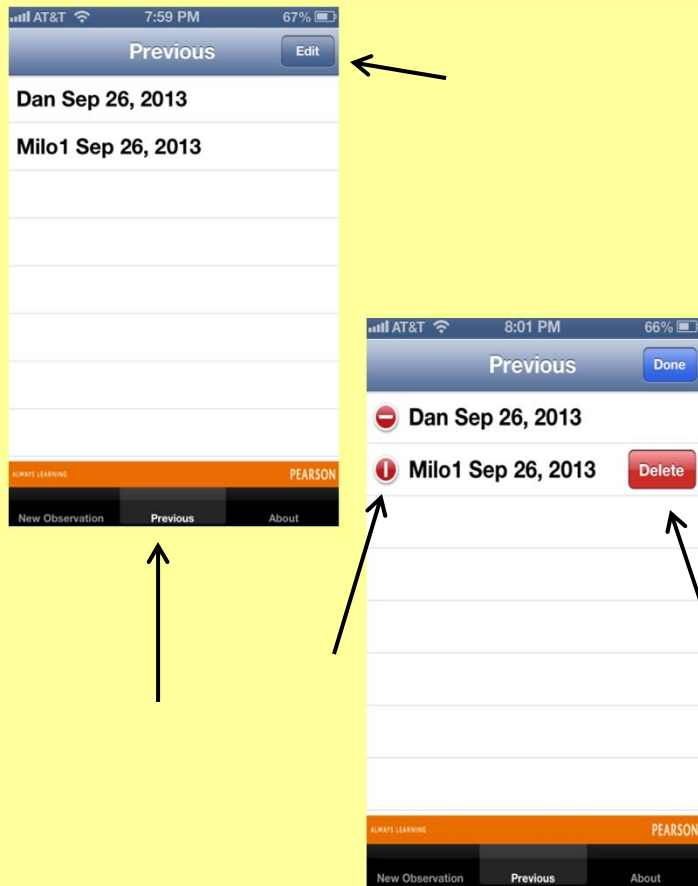 AT&T 7:59 PM 67%
Previous Edit
Dan Sep 26, 2013
Milo1 Sep 26, 2013
ALWAYS LEARNING PEARSON
New Observation Previous About
AT&T 8:01 PM 66%
Previous Done
Dan Sep 26, 2013
Milo1 Sep 26, 2013 Delete
ALWAYS LEARNING PEARSON
New Observation Previous About